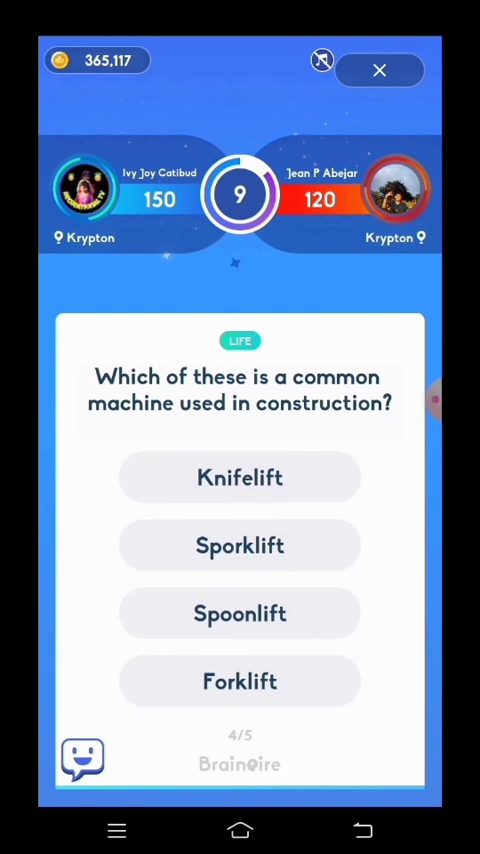 365,117
Ivy Joy Catibud
150
Krypton
9
Jean P Abejar
120
Krypton
LIFE
Which of these is a common
machine used in construction?
Knifelift
Sporklift
Spoonlift
Forklift
4/5